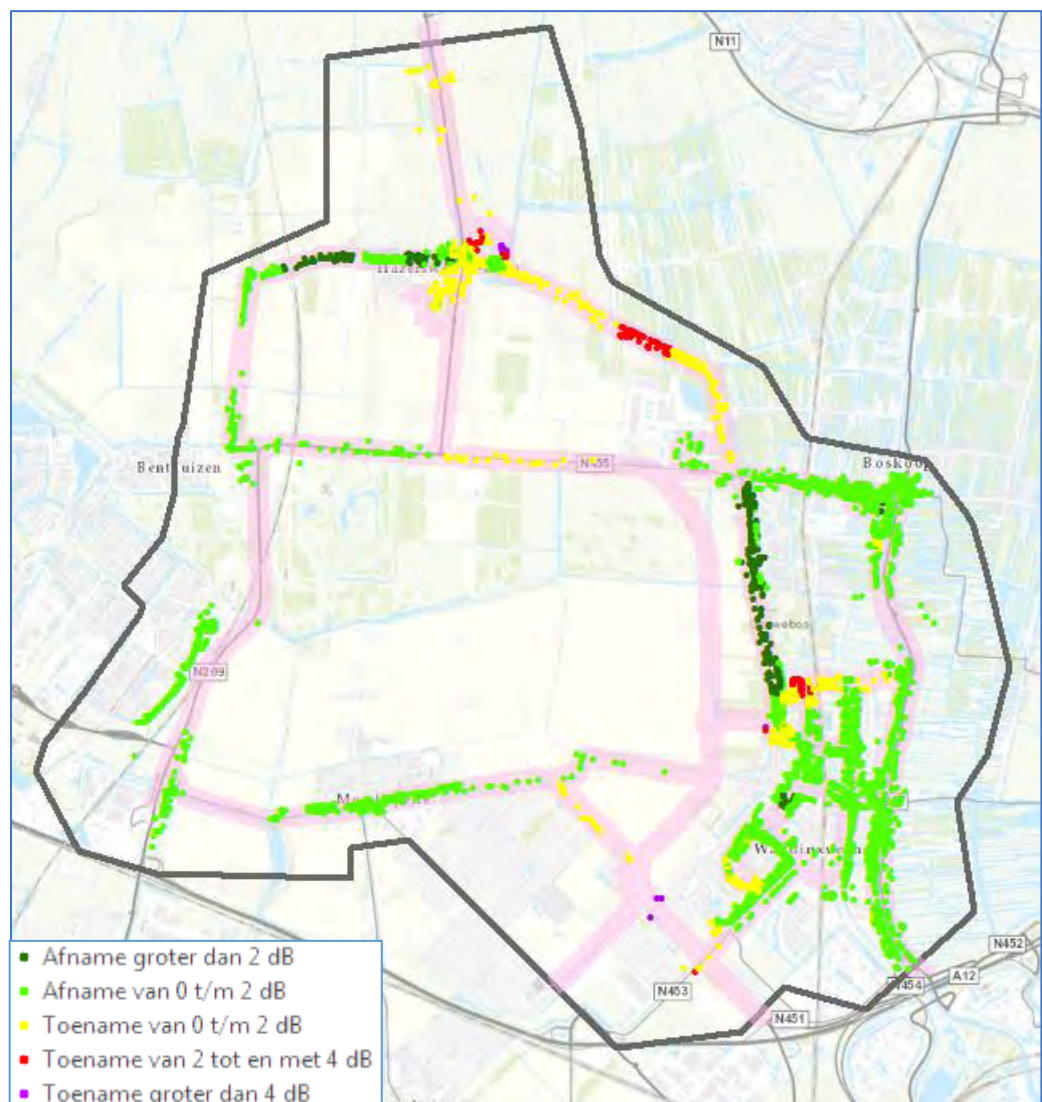 N11
N455
Boskoop
N209
N452
A12
N454
N453
N451
Afname groter dan 2 dB
Afname van 0 t/m 2 dB
Toename van 0 t/m 2 dB
Toename van 2 tot en met 4 dB
Toename groter dan 4 dB